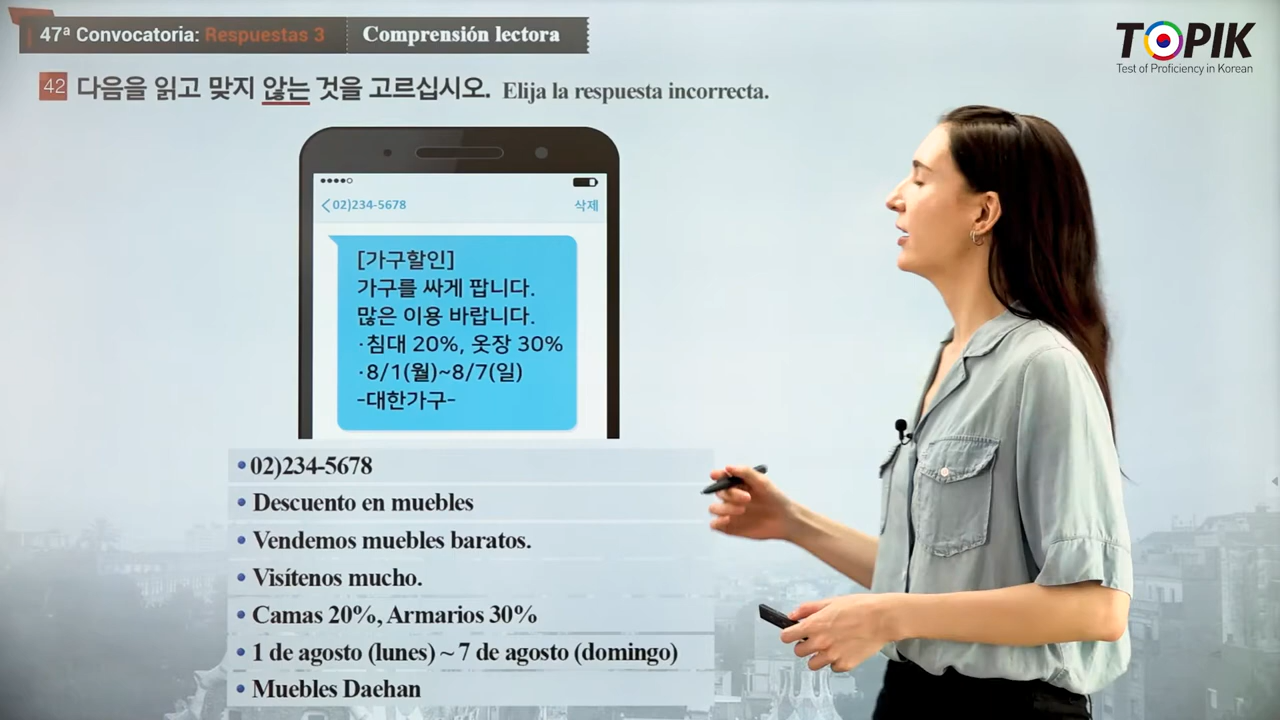 47ª Convocatoria: Respuestas 3 Comprensión lectora
TOPIK
Test of Proficiency in Korean
42 다음을 읽고 맞지 않는 것을 고르십시오. Elija la respuesta incorrecta.
02)234-5678 삭제
[가구할인]
가구를 싸게 팝니다.
많은 이용 바랍니다.
·침대 20%, 옷장 30%
·8/1(월)~8/7(일)
-대한가구-
• 02)234-5678
• Descuento en muebles
• Vendemos muebles baratos.
• Visítenos mucho.
• Camas 20%, Armarios 30%
• 1 de agosto (lunes) ~ 7 de agosto (domingo)
• Muebles Daehan